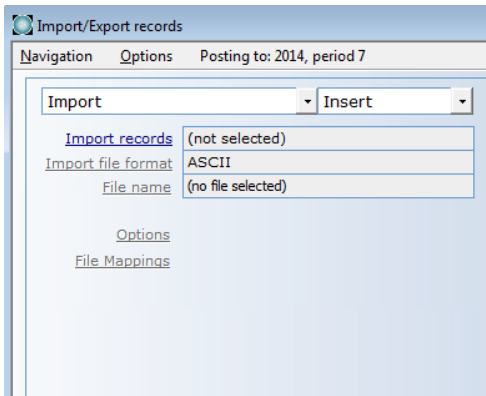 Import/Export records
Navigation Options Posting to: 2014, period 7
Import Insert
Import records (not selected)
Import file format ASCII
File name (no file selected)
Options
File Mappings